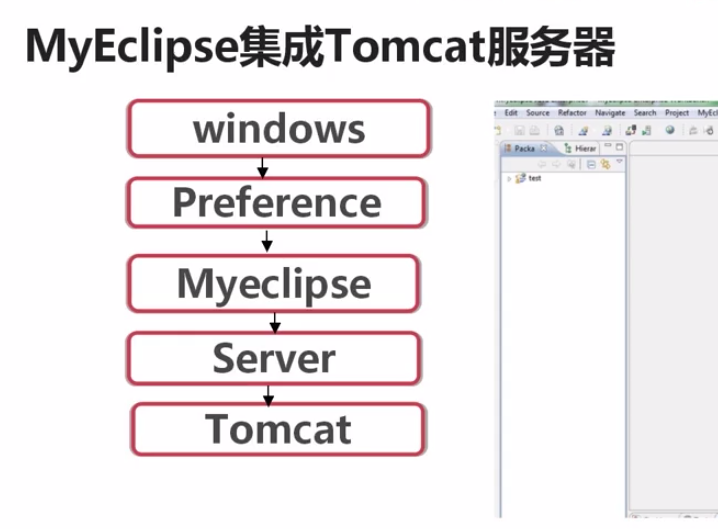 MyEclipse集成Tomcat服务器
windows
Preference
Myeclipse
Server
Tomcat
Edit Source Refactor Navigate Search Project MyEcl
Packa Hierar
test